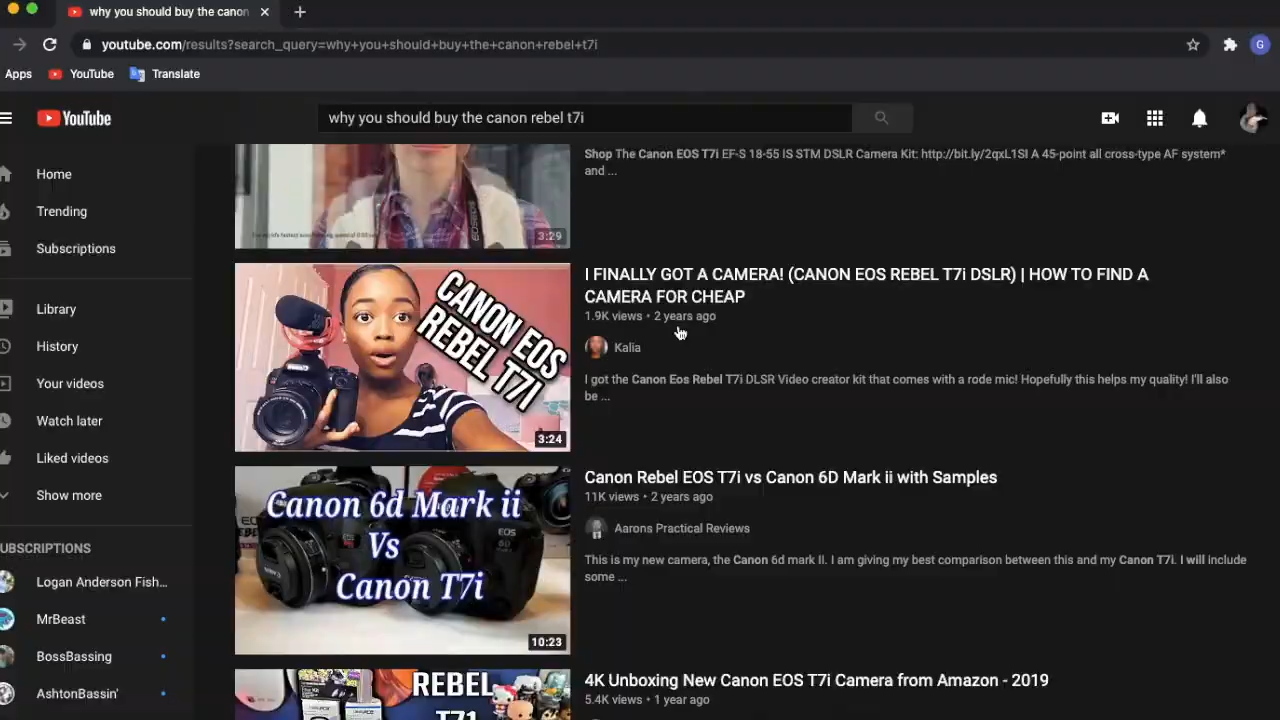 why you should buy the canon
youtube.com/results?search_query=why+you+should+buy+the+canon+rebel+t7i
G
Apps
YouTube
Translate
YouTube
why you should buy the canon rebel t7i
Home
Trending
Subscriptions
Library
History
Your videos
Watch later
Liked videos
Show more
UBSCRIPTIONS
Logan Anderson Fish...
MrBeast
BossBassing
AshtonBassin'
EOS
3:29
Shop The Canon EOS T7i EF-S 18-55 IS STM DSLR Camera Kit: http://bit.ly/2qxL1SI A 45-point all cross-type AF system*
and ...
CANON EOS
REBEL T7I
3:24
I FINALLY GOT A CAMERA! (CANON EOS REBEL T7i DSLR) | HOW TO FIND A
CAMERA FOR CHEAP
1.9K views • 2 years ago
Kalia
I got the Canon Eos Rebel T7i DLSR Video creator kit that comes with a rode mic! Hopefully this helps my quality! I'll also
be ...
Canon 6d Mark ii
Vs
Canon T7i
EOS
10:23
Canon Rebel EOS T7i vs Canon 6D Mark ii with Samples
11K views • 2 years ago
Aarons Practical Reviews
This is my new camera, the Canon 6d mark II. I am giving my best comparison between this and my Canon T7i. I will include
some ...
REBEL
T7I
4K Unboxing New Canon EOS T7i Camera from Amazon - 2019
5.4K views • 1 year ago